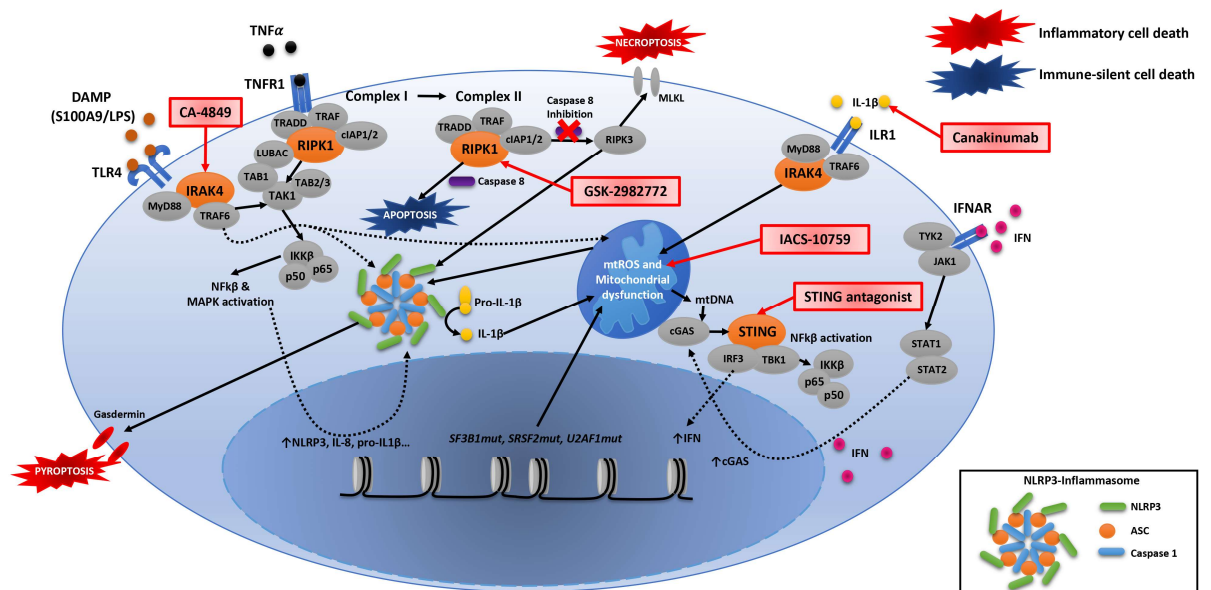 TNFα
TNFR1
DAMP
(S100A9/LPS)
TLR4
CA-4849
IRAK4
MyD88
TRAF6
Complex I
Complex II
TRADD
TRAF
cIAP1/2
RIPK1
LUBAC
TAB1
TAB2/3
TAK1
IKKβ
p50
p65
NFkβ &
MAPK activation
TRADD
TRAF
cIAP1/2
RIPK1
Caspase 8
Inhibition
Caspase 8
APOPTOSIS
RIPK3
MLKL
NECROPTOSIS
GSK-2982772
Inflammatory cell death
Immune-silent cell death
IL-1β
ILR1
Canakinumab
MyD88
IRAK4
TRAF6
IACS-10759
mtROS and
Mitochondrial
dysfunction
Pro-IL-1β
IL-1β
mtDNA
cGAS
STING
STING antagonist
IRF3
TBK1
NFkβ activation
IKKβ
p65
p50
IFNAR
IFN
TYK2
JAK1
STAT1
STAT2
IFN
Gasdermin
PYROPTOSIS
↑NLRP3, IL-8, pro-IL1β...
SF3B1mut, SRSF2mut, U2AF1mut
↑IFN
↑cGAS
NLRP3-Inflammasome
NLRP3
ASC
Caspase 1